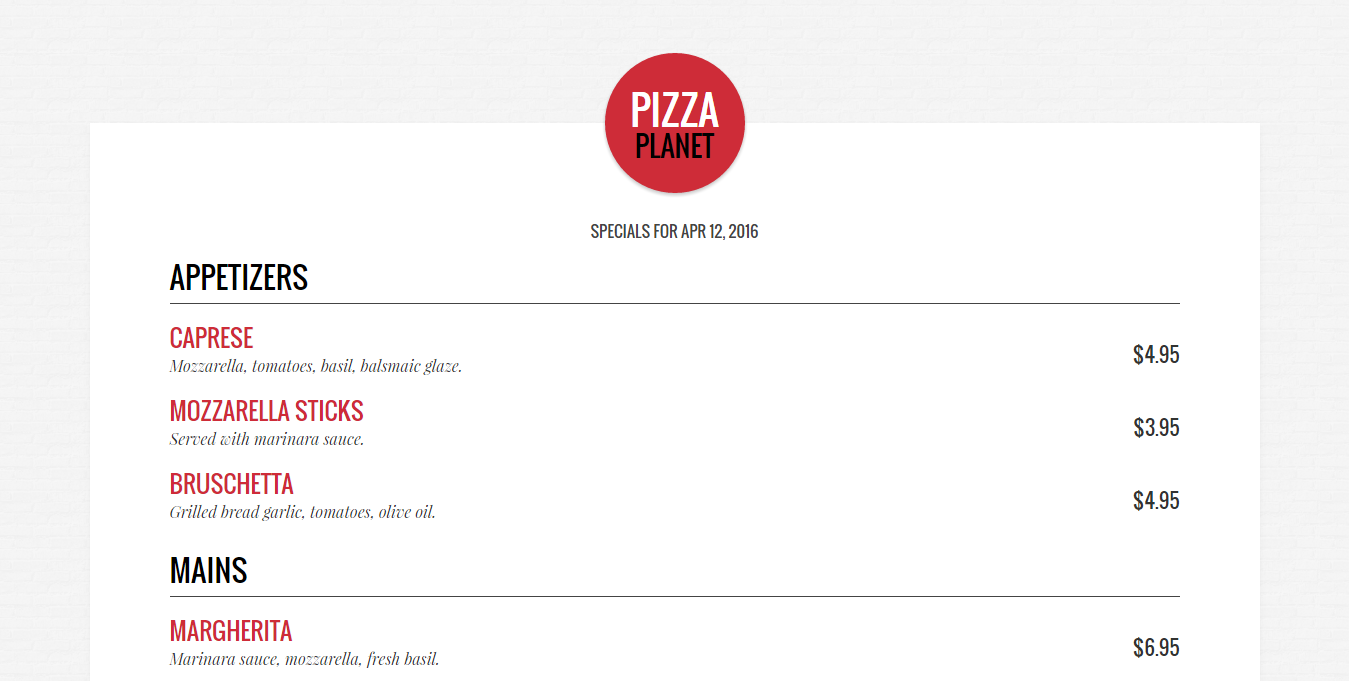 PIZZA
PLANET
SPECIALS FOR APR 12, 2016
APPETIZERS
CAPRESE
Mozzarella, tomatoes, basil, balsmaic glaze.
$4.95
MOZZARELLA STICKS
Served with marinara sauce.
$3.95
BRUSCHETTA
Grilled bread garlic, tomatoes, olive oil.
$4.95
MAINS
MARGHERITA
Marinara sauce, mozzarella, fresh basil.
$6.95